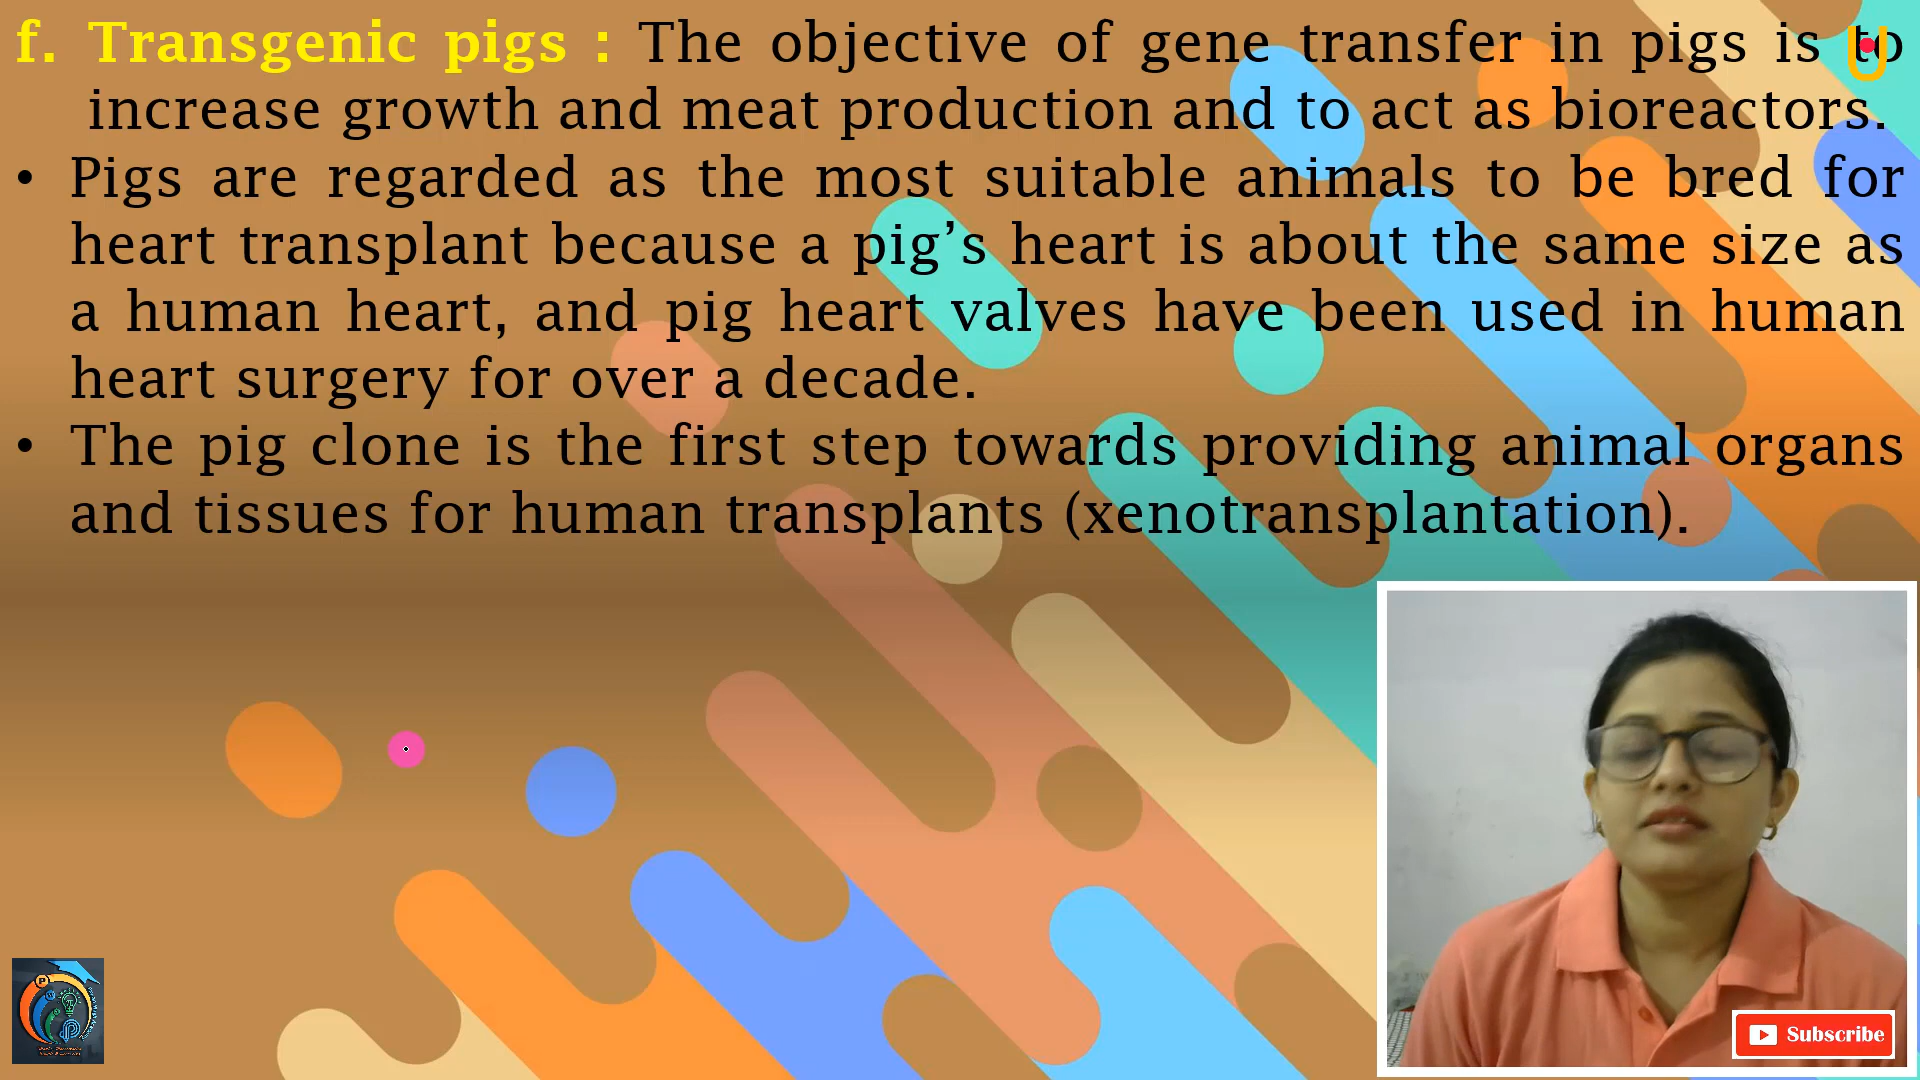 f. Transgenic pigs : The objective of gene transfer in pigs is to
increase growth and meat production and to act as bioreactors.
• Pigs are regarded as the most suitable animals to be bred for
heart transplant because a pig’s heart is about the same size as
a human heart, and pig heart valves have been used in human
heart surgery for over a decade.
• The pig clone is the first step towards providing animal organs
and tissues for human transplants (xenotransplantation).
Subscribe